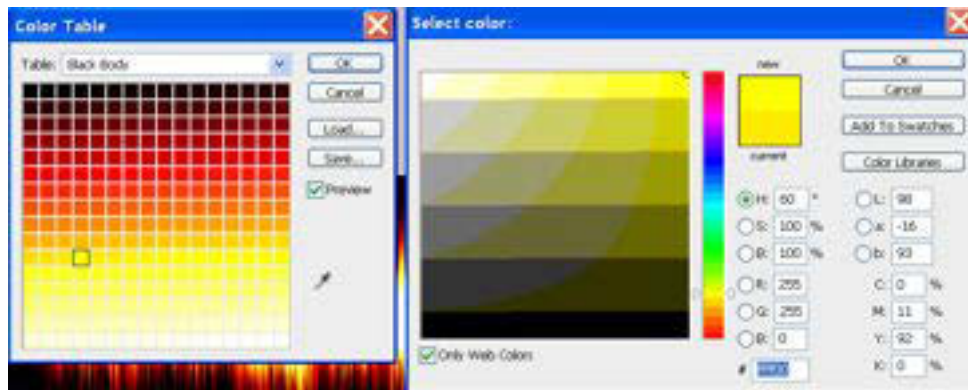 Color Table
Table: Black Body
OK
Cancel
Load...
Save...
Preview
Select color:
new
current
OK
Cancel
Add To Swatches
Color Libraries
H: 60 °
S: 100 %
B: 100 %
R: 255
G: 255
B: 0
#
L: 98
a: -16
b: 93
C: 0 %
M: 11 %
Y: 92 %
K: 0 %
Only Web Colors